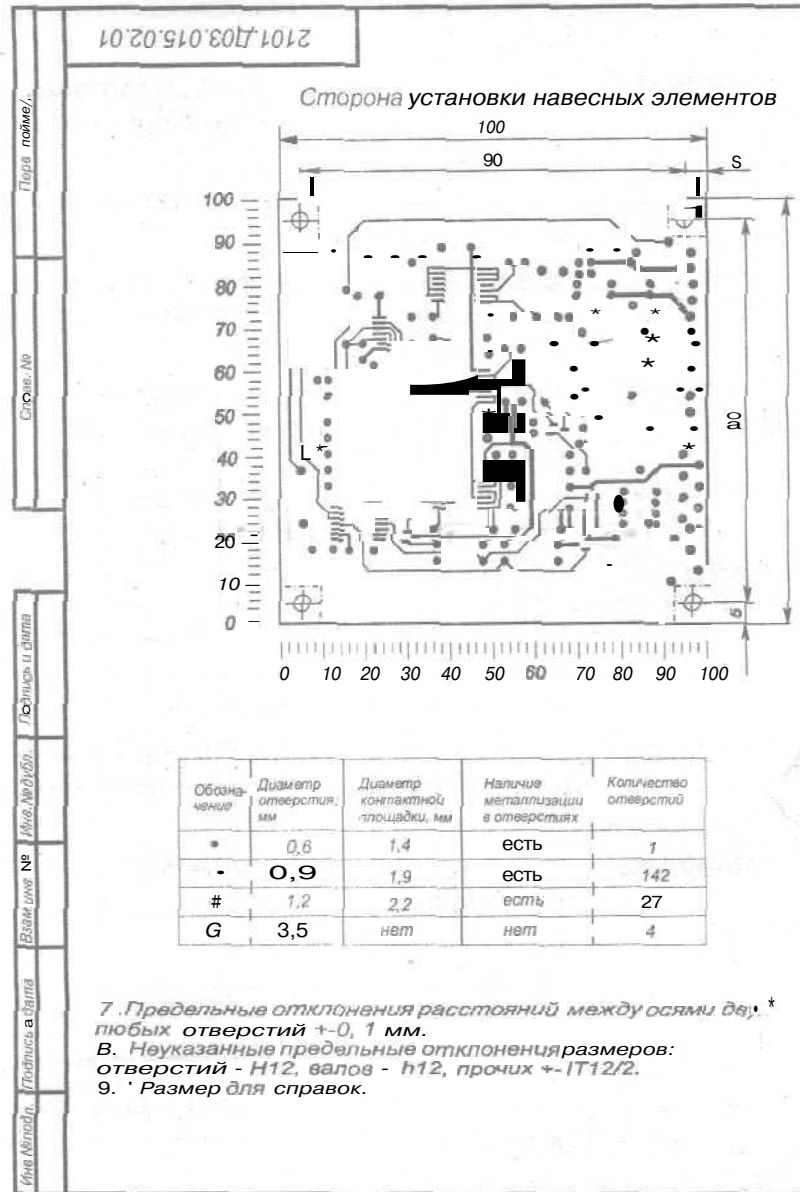 2101.Д03.015.02.01
Сторона установки навесных элементов
100
90
S
100
90
80
70
60
50
40
30
20
10
0
L
*
0 10 20 30 40 50 60 70 80 90 100
Обозна-
чение
Диаметр
отверстия,
мм
Диаметр
контактной
площадки, мм
Наличие
металлизации
в отверстиях
Количество
отверстий
• 0,6 1,4 есть 1
• 0,9 1,9 есть 142
# 1,2 2,2 есть 27
G 3,5 нет нет 4
7 .Предельные отклонения расстояний между осями дву• *
любых отверстий +-0, 1 мм.
В. Неуказанные предельные отклонения размеров:
отверстий - H12, валов - h12, прочих +- IT12/2.
9. ' Размер для справок.
Перв пойме/,.
Справ. №
Подпись и дата
Инв. № дубл.
Взам инв №
Подпись а дата
Инв № подл.